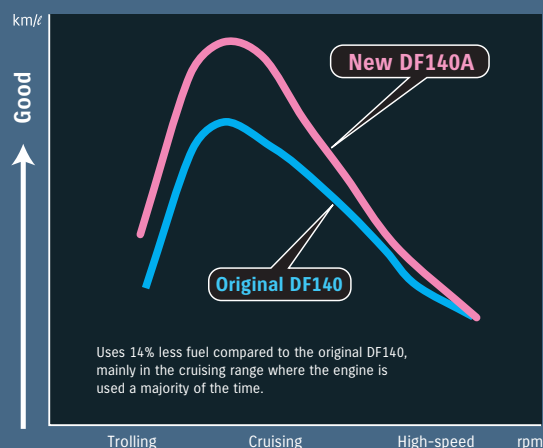 km/ℓ
Good
New DF140A
Original DF140
Uses 14% less fuel compared to the original DF140,
mainly in the cruising range where the engine is
used a majority of the time.
Trolling Cruising High-speed rpm